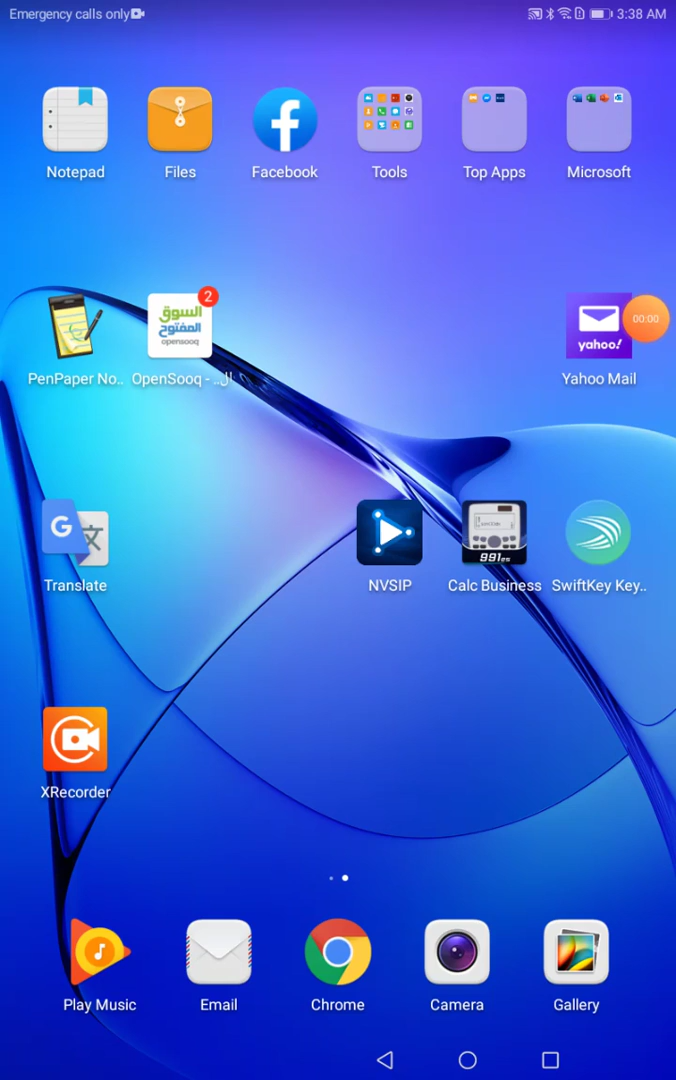 Emergency calls only
3:38 AM
Notepad
Files
Facebook
Tools
Top Apps
Microsoft
السوق
المفتوح
opensooq
2
yahoo!
00:00
PenPaper No..
OpenSooq - ..ال
Yahoo Mail
G
文
991es
Translate
NVSIP
Calc Business
SwiftKey Key..
XRecorder
Play Music
Email
Chrome
Camera
Gallery